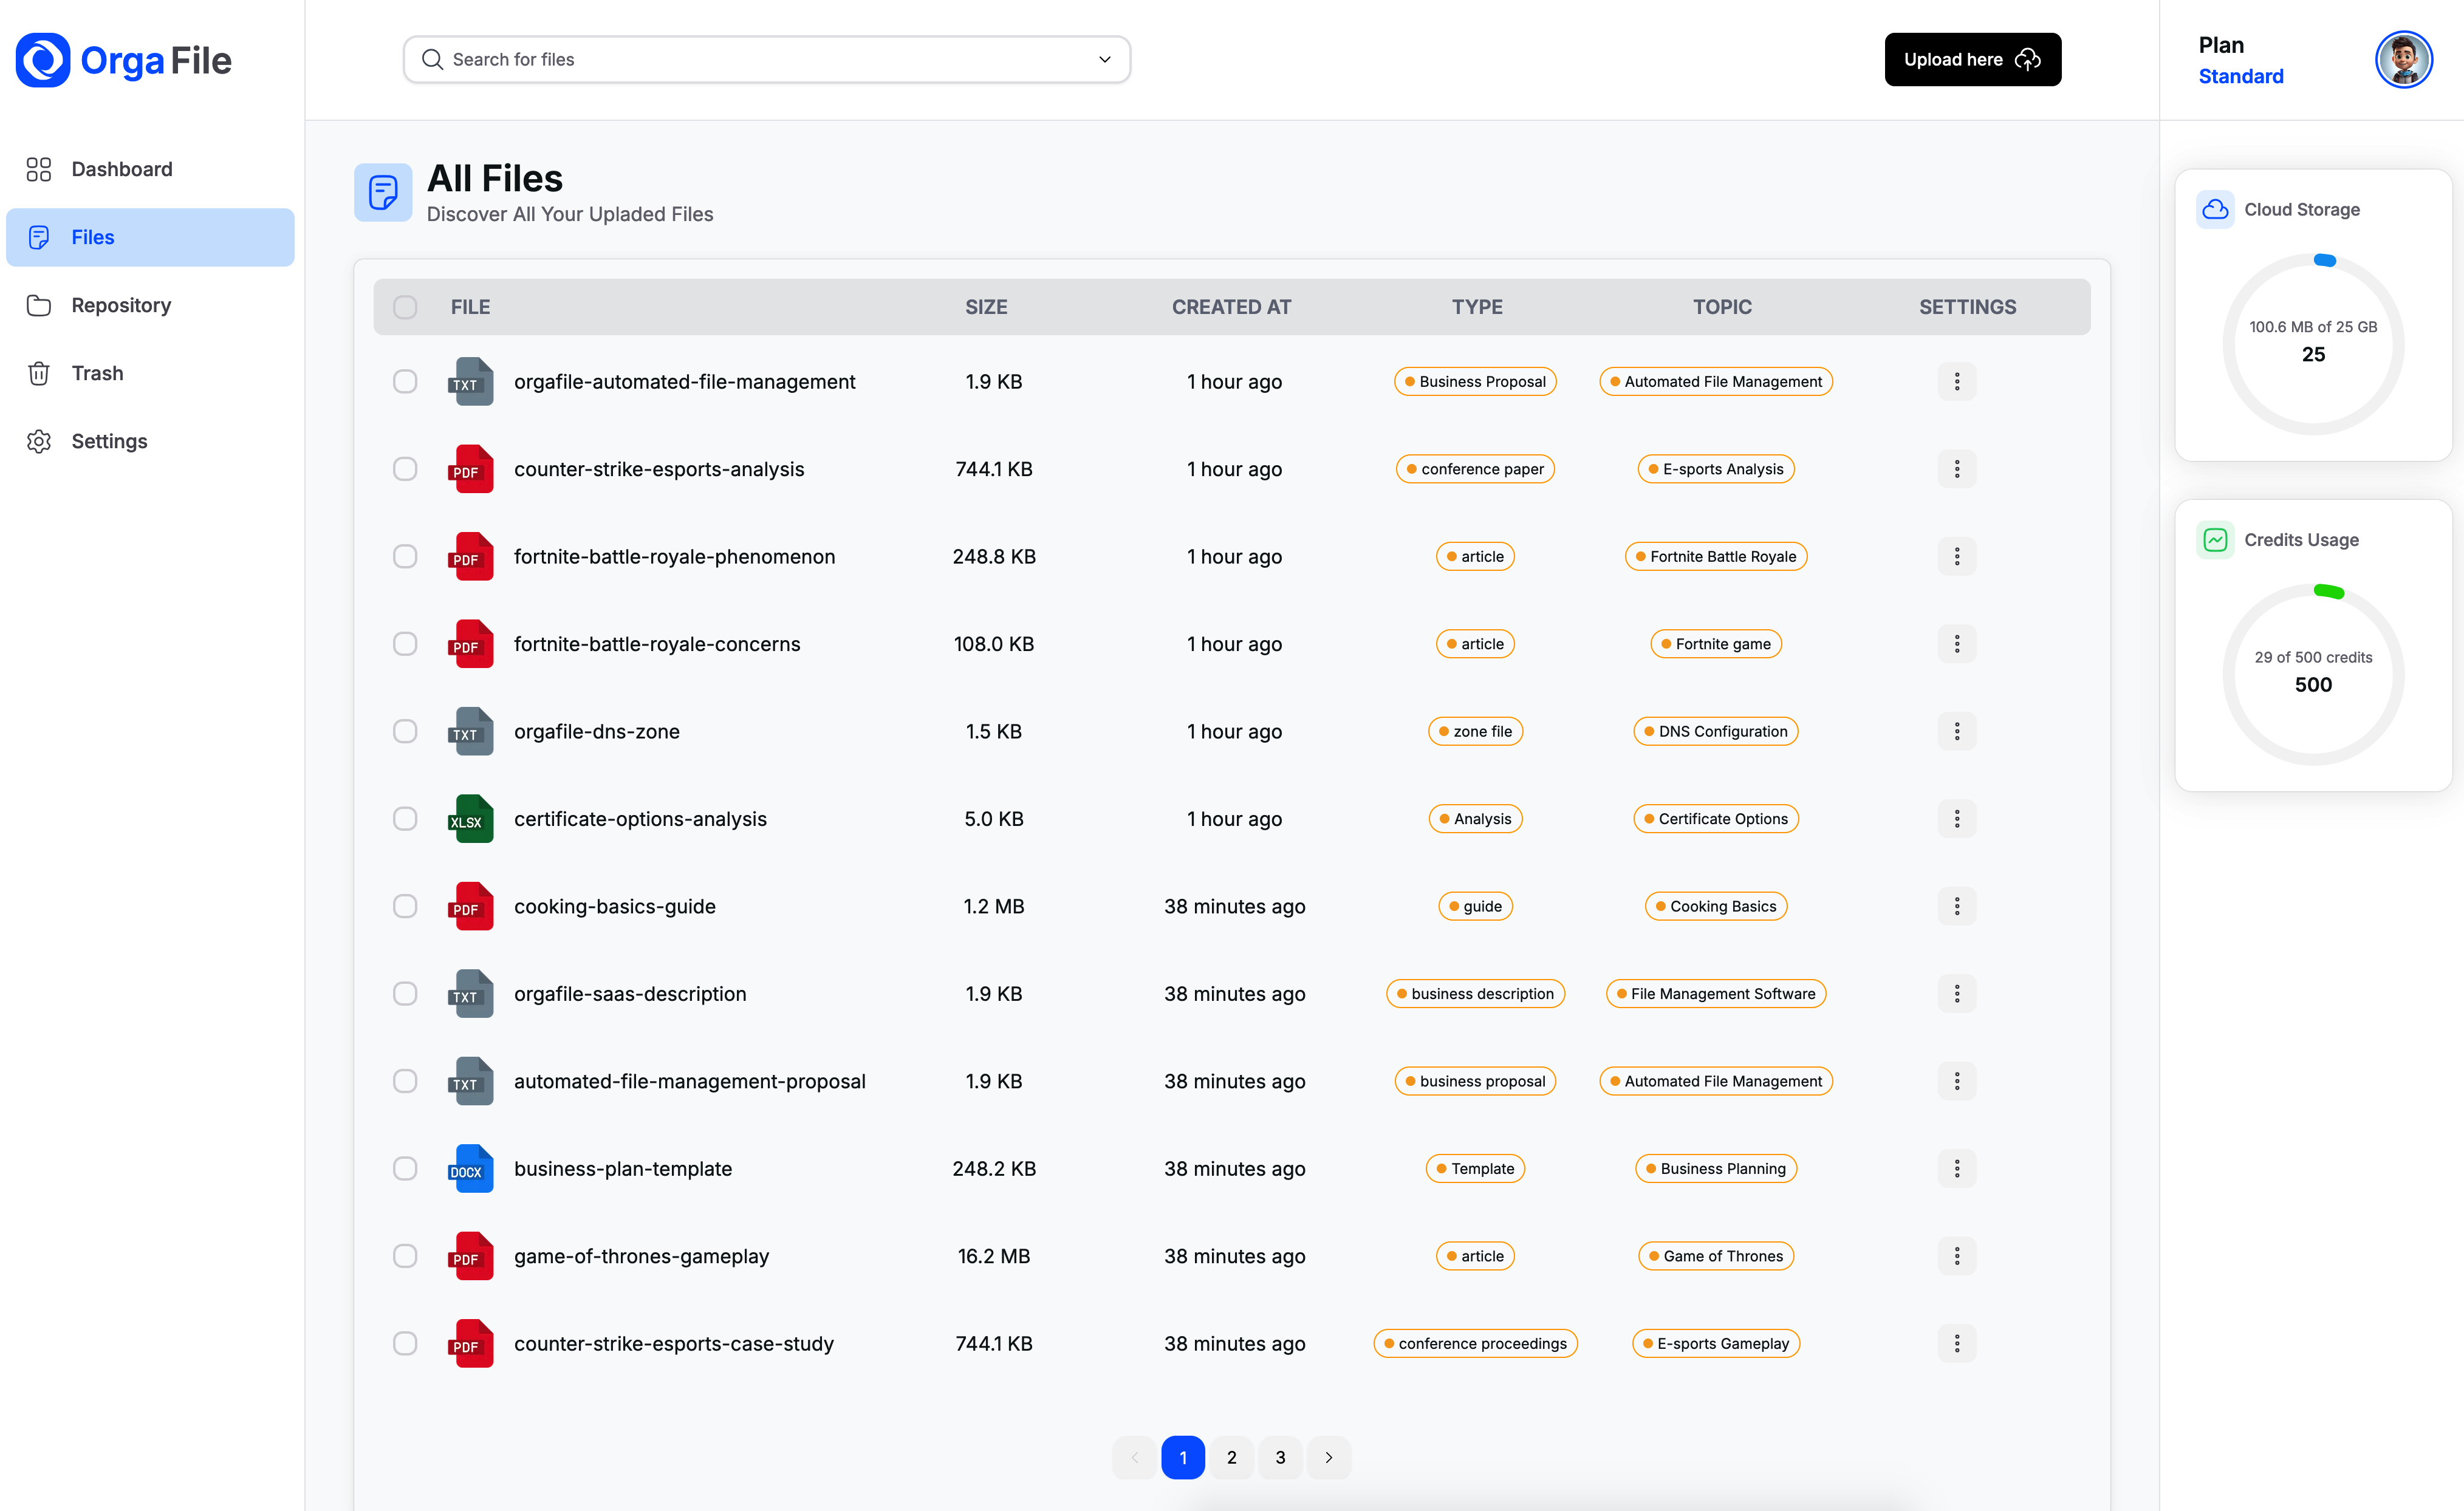 Orga File
Search for files
Upload here
Plan
Standard
Dashboard
Files
Repository
Trash
Settings
All Files
Discover All Your Upladed Files
FILE SIZE CREATED AT TYPE TOPIC SETTINGS
TXT orgafile-automated-file-management 1.9 KB 1 hour ago Business Proposal Automated File Management
PDF counter-strike-esports-analysis 744.1 KB 1 hour ago conference paper E-sports Analysis
PDF fortnite-battle-royale-phenomenon 248.8 KB 1 hour ago article Fortnite Battle Royale
PDF fortnite-battle-royale-concerns 108.0 KB 1 hour ago article Fortnite game
TXT orgafile-dns-zone 1.5 KB 1 hour ago zone file DNS Configuration
XLSX certificate-options-analysis 5.0 KB 1 hour ago Analysis Certificate Options
PDF cooking-basics-guide 1.2 MB 38 minutes ago guide Cooking Basics
TXT orgafile-saas-description 1.9 KB 38 minutes ago business description File Management Software
TXT automated-file-management-proposal 1.9 KB 38 minutes ago business proposal Automated File Management
DOCX business-plan-template 248.2 KB 38 minutes ago Template Business Planning
PDF game-of-thrones-gameplay 16.2 MB 38 minutes ago article Game of Thrones
PDF counter-strike-esports-case-study 744.1 KB 38 minutes ago conference proceedings E-sports Gameplay
1 2 3
Cloud Storage
100.6 MB of 25 GB
25
Credits Usage
29 of 500 credits
500